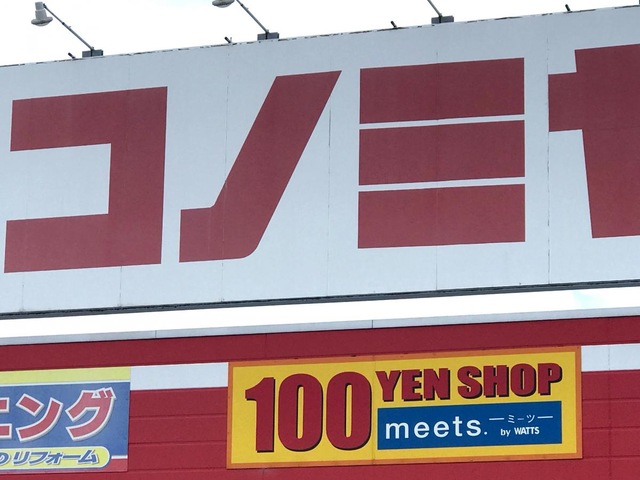 コノミヤ
100 YEN SHOP
meets. ーミーツー
by WATTS
ニング
のリフォーム